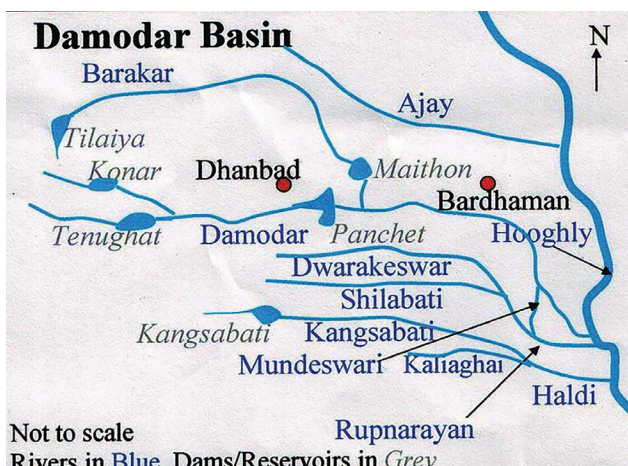 Damodar Basin
N
Barakar
Ajay
Tilaiya
Konar
Dhanbad
Maithon
Bardhaman
Tenughat
Damodar
Panchet
Hooghly
Dwarakeswar
Shilabati
Kangsabati
Kangsabati
Mundeswari
Kaliaghai
Haldi
Rupnarayan
Not to scale
Rivers in Blue, Dams/Reservoirs in Grey